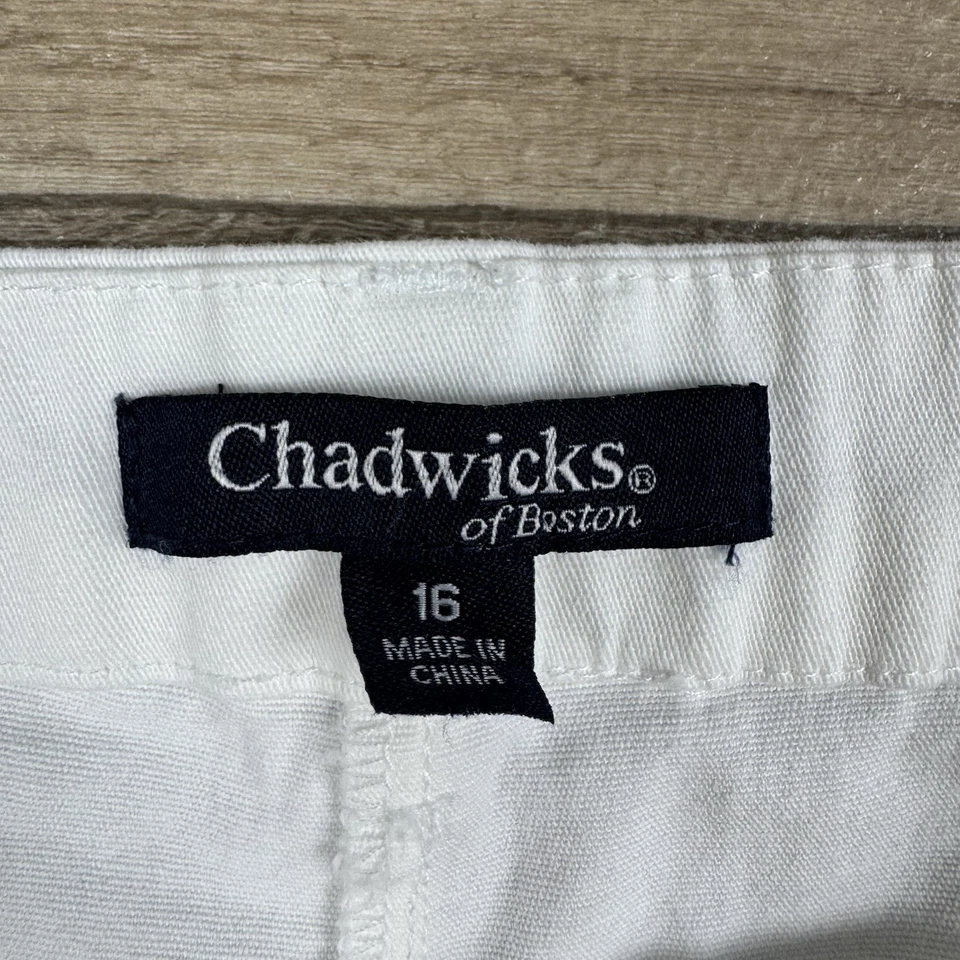 Chadwicks®
of Boston
16
MADE IN
CHINA